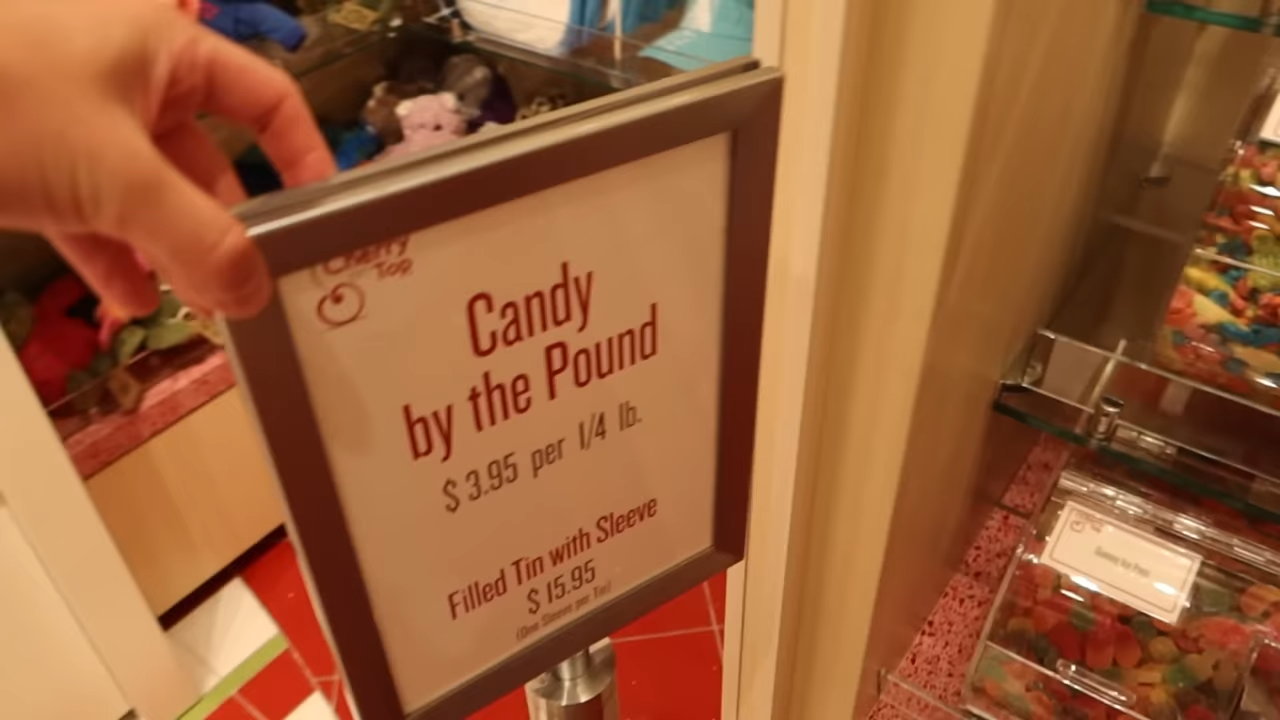 Cherry
Top
Candy
by the Pound
$3.95 per 1/4 lb.
Filled Tin with Sleeve
$15.95
(One Sleeve per Tin)